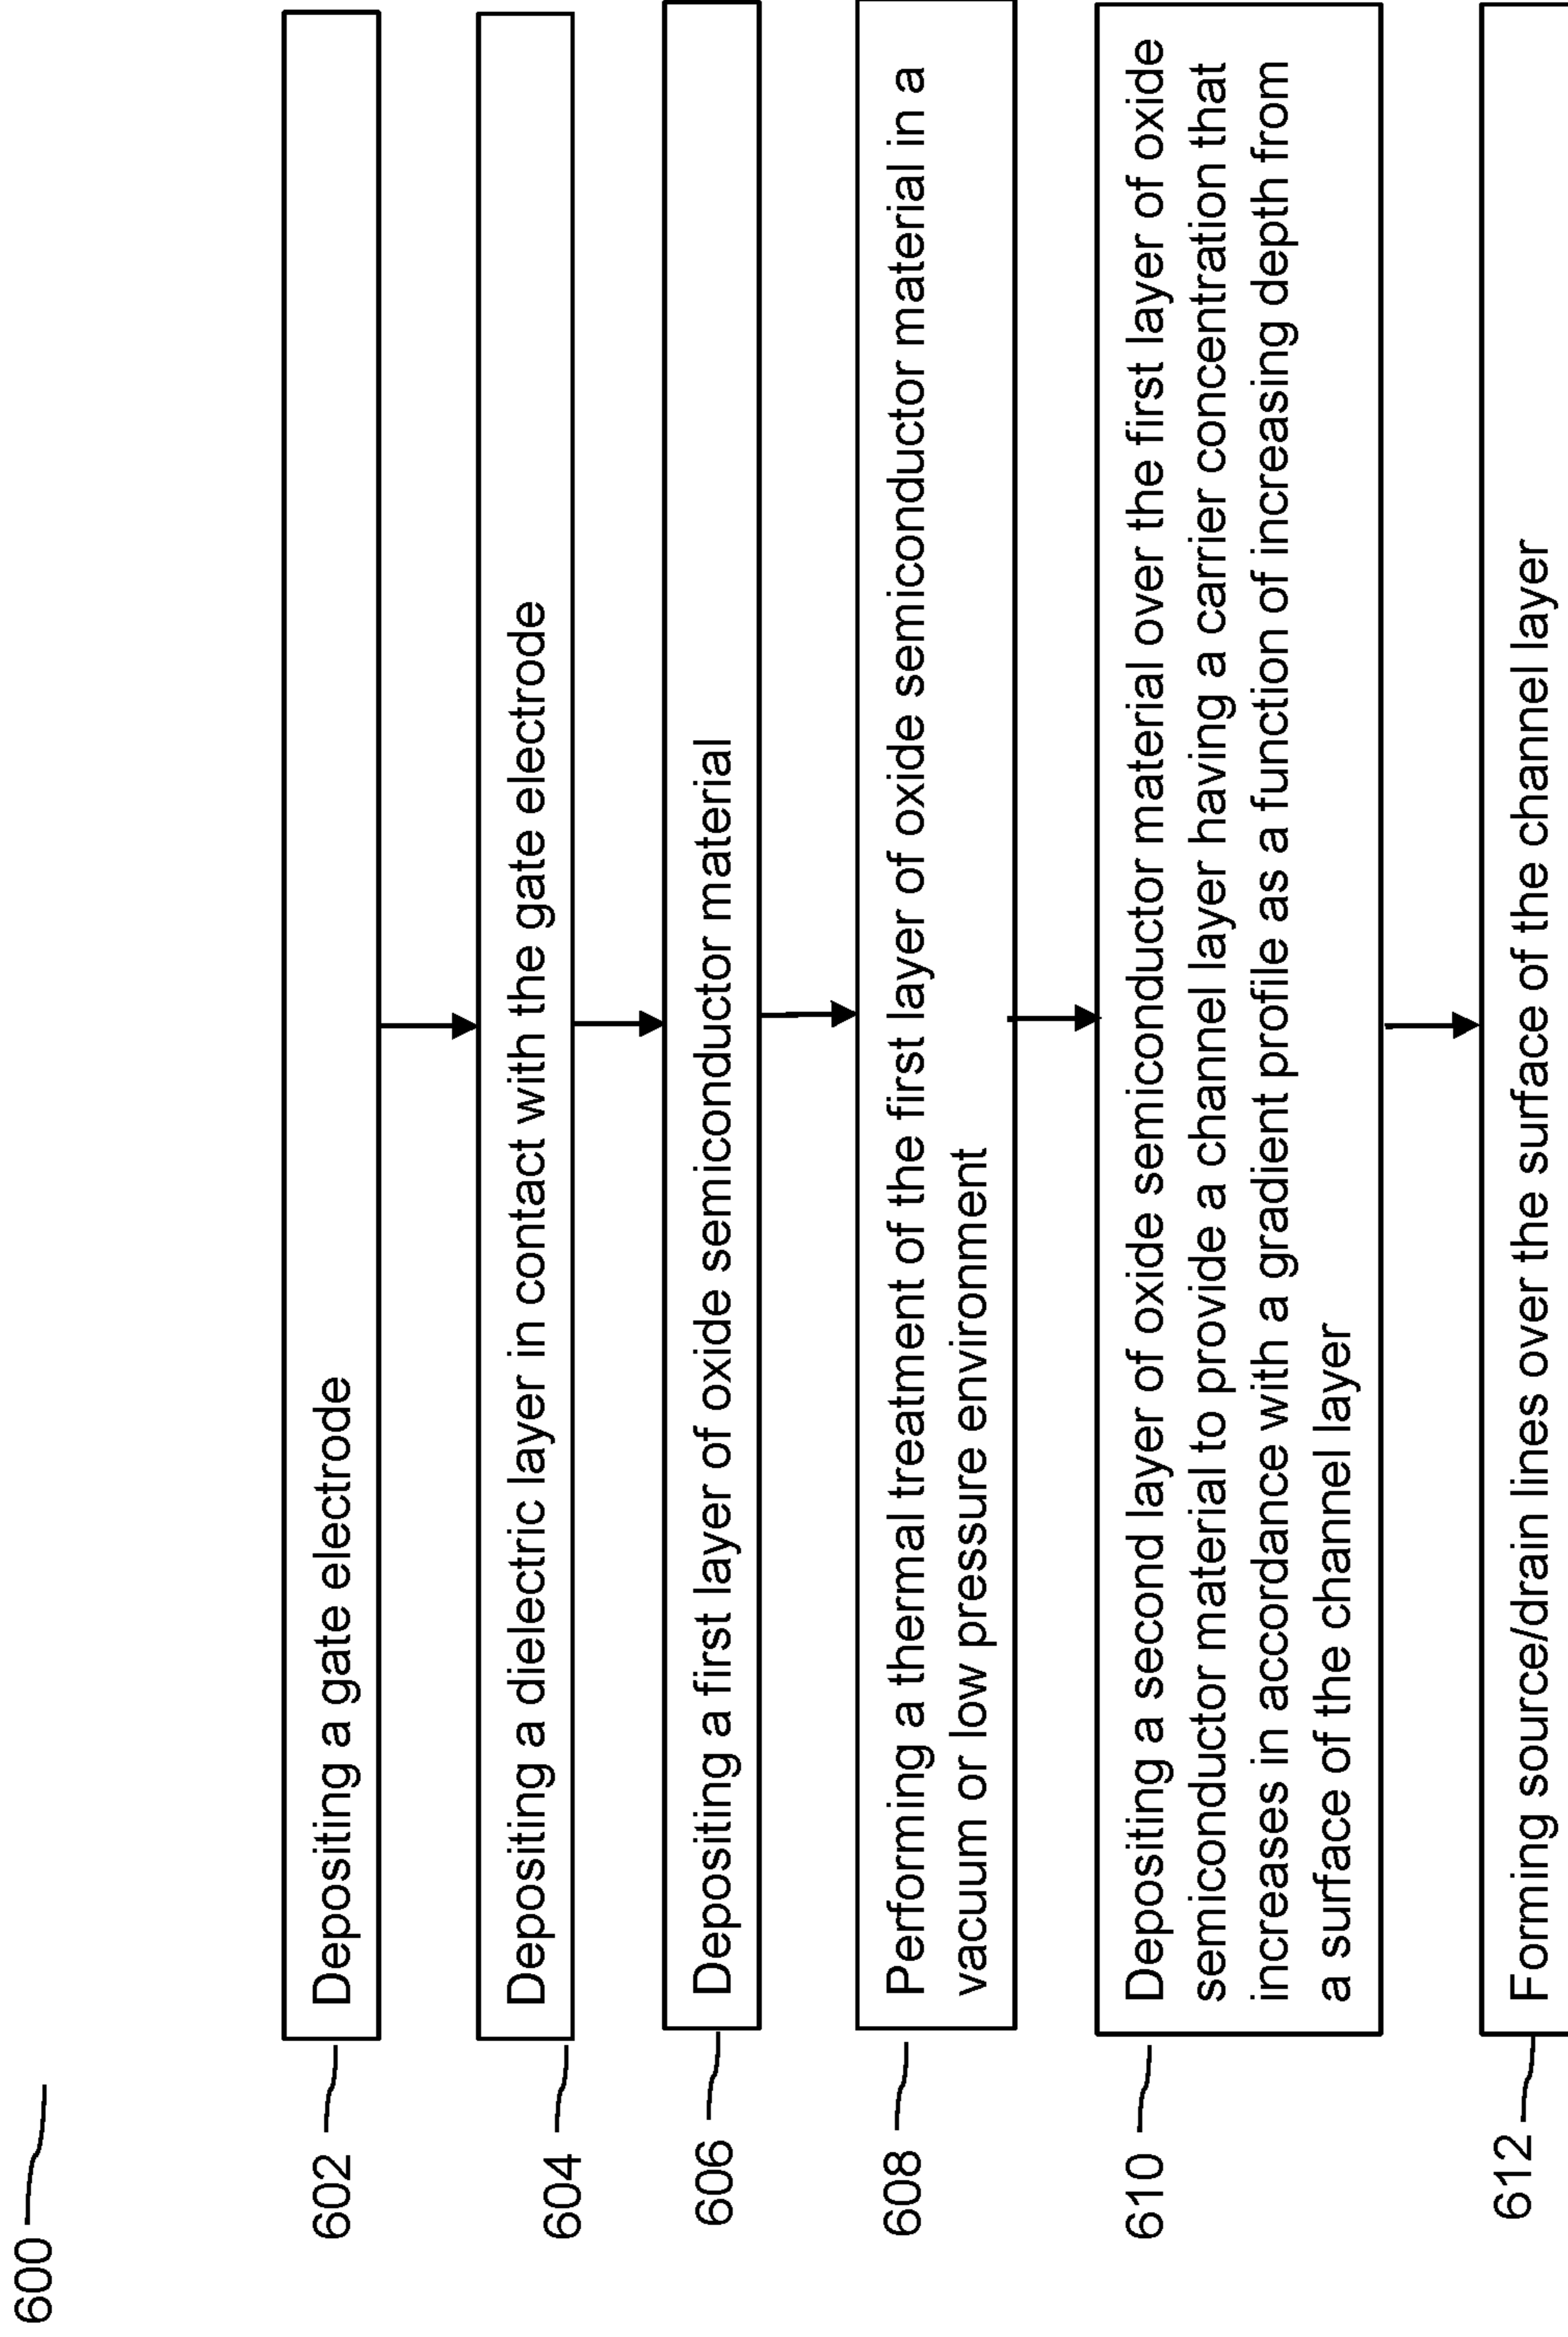 600
602
Depositing a gate electrode
604
Depositing a dielectric layer in contact with the gate electrode
606
Depositing a first layer of oxide semiconductor material
608
Performing a thermal treatment of the first layer of oxide semiconductor material in a
vacuum or low pressure environment
610
Depositing a second layer of oxide semiconductor material over the first layer of oxide
semiconductor material to provide a channel layer having a carrier concentration that
increases in accordance with a gradient profile as a function of increasing depth from
a surface of the channel layer
612
Forming source/drain lines over the surface of the channel layer